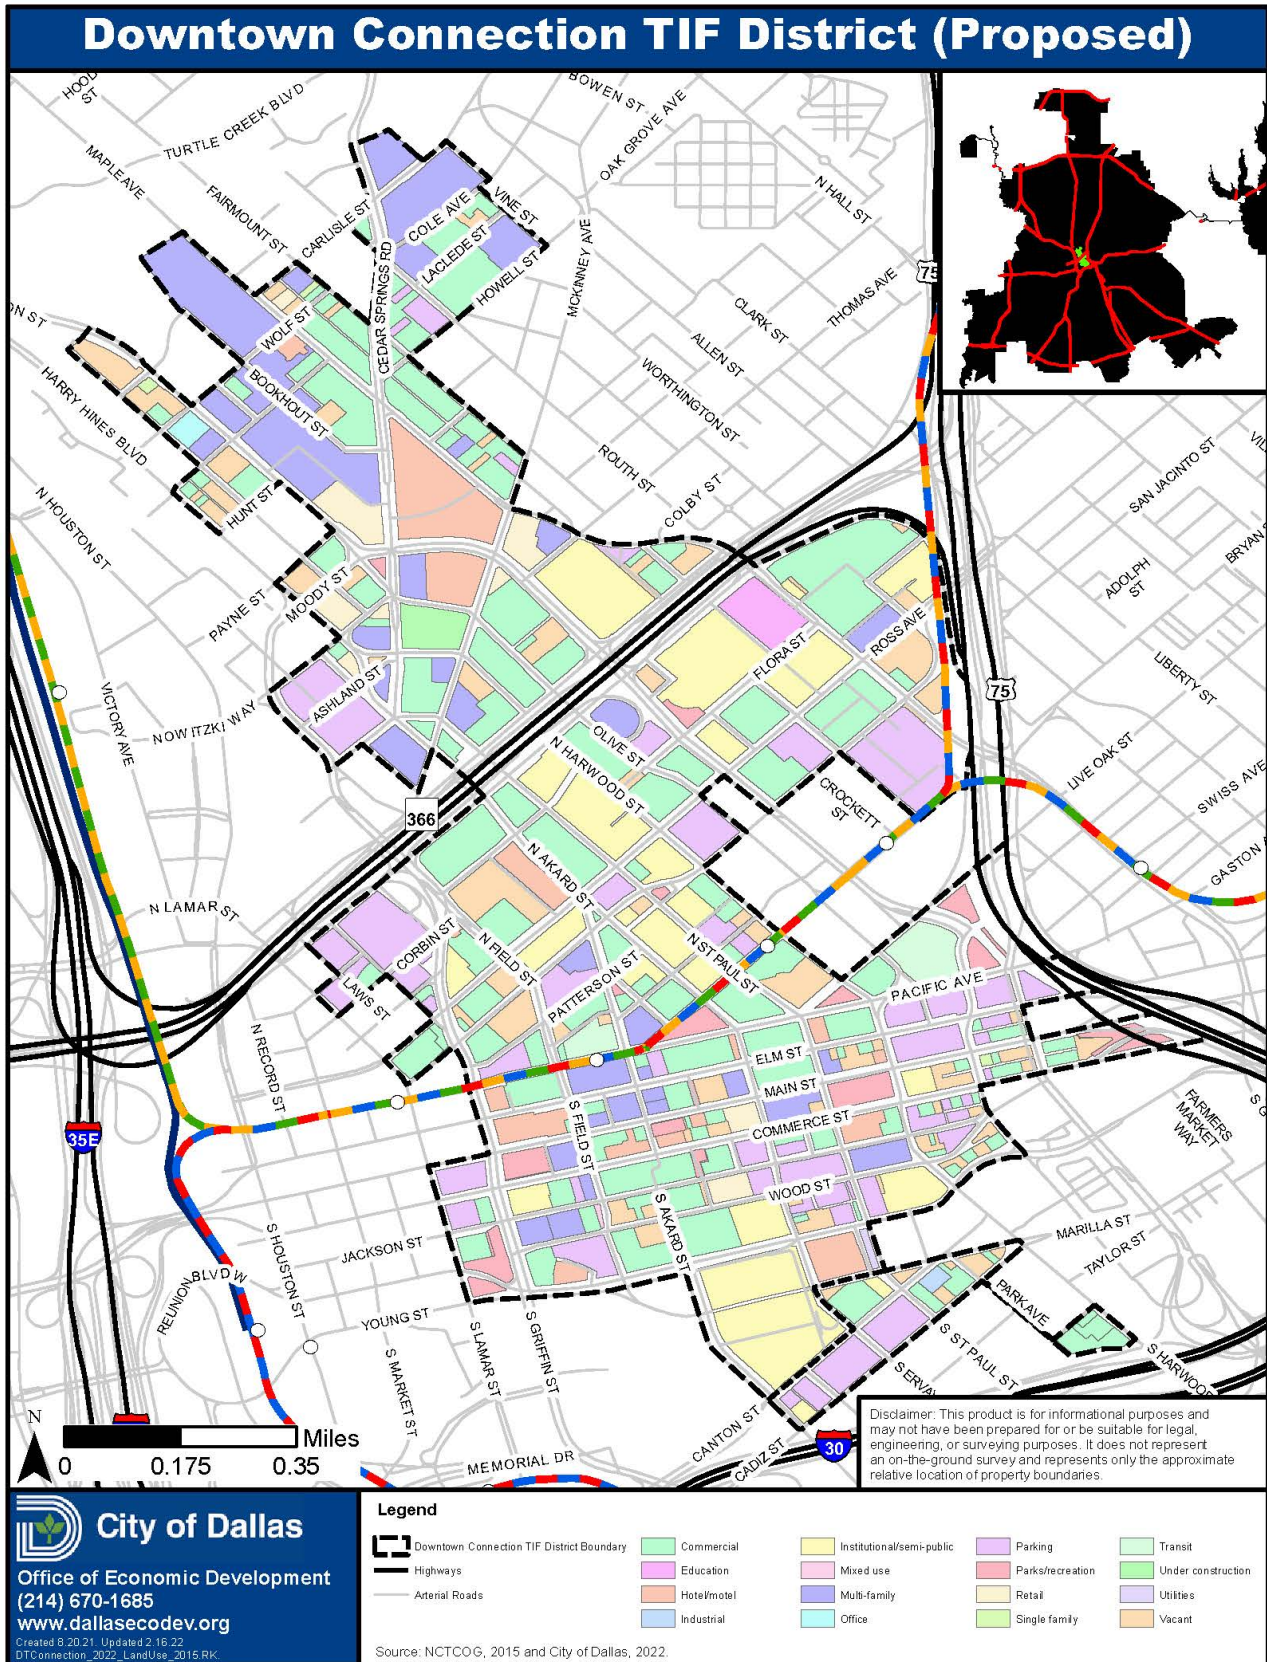 Downtown Connection TIF District (Proposed)
HOOD
ST
TURTLE CREEK BLVD
BOWEN ST
OAK GROVE AVE
MAPLE AVE
FAIRMOUNT ST
CARLISLE ST
COLE AVE
VINE ST
LACLEDE ST
HOWELL ST
CEDAR SPRINGS RD
MCKINNEY AVE
N HALL ST
THOMAS AVE
75
CLARK ST
ALLEN ST
WORTHINGTON ST
ROUTH ST
COLBY ST
ON ST
WOLF ST
BOOKHOUT ST
HARRY HINES BLVD
HUNT ST
N HOUSTON ST
PAYNE ST
MOODY ST
ASHLAND ST
VICTORY AVE
NOWITZKI WAY
SAN JACINTO ST
BRYAN
ADOLPH
ST
LIBERTY ST
75
LIVE OAK ST
SWISS AVE
GASTON
ROSS AVE
FLORA ST
OLIVE ST
N HARWOOD ST
CROCKETT
ST
366
N AKARD ST
N LAMAR ST
CORBIN ST
N FIELD ST
N ST PAUL ST
PATTERSON ST
LAWS ST
PACIFIC AVE
N RECORD ST
ELM ST
MAIN ST
COMMERCE ST
S FIELD ST
WOOD ST
S AKARD ST
FARMERS
MARKET
WAY
35E
JACKSON ST
S HOUSTON ST
REUNION BLVD W
YOUNG ST
MARILLA ST
TAYLOR ST
PARK AVE
S MARKET ST
S LAMAR ST
S GRIFFIN ST
S ST PAUL ST
S HARWOOD
S ERVAY
CANTON ST
CADIZ ST
MEMORIAL DR
30
N
Miles
0 0.175 0.35
Disclaimer: This product is for informational purposes and
may not have been prepared for or be suitable for legal,
engineering, or surveying purposes. It does not represent
an on-the-ground survey and represents only the approximate
relative location of property boundaries.
City of Dallas
Office of Economic Development
(214) 670-1685
www.dallasecodev.org
Created 8.20.21. Updated 2.16.22
DTConnection_2022_LandUse_2015.RK.
Legend
Downtown Connection TIF District Boundary
Highways
Arterial Roads
Commercial
Education
Hotel/motel
Industrial
Institutional/semi-public
Mixed use
Multi-family
Office
Parking
Parks/recreation
Retail
Single family
Transit
Under construction
Utilities
Vacant
Source: NCTCOG, 2015 and City of Dallas, 2022.